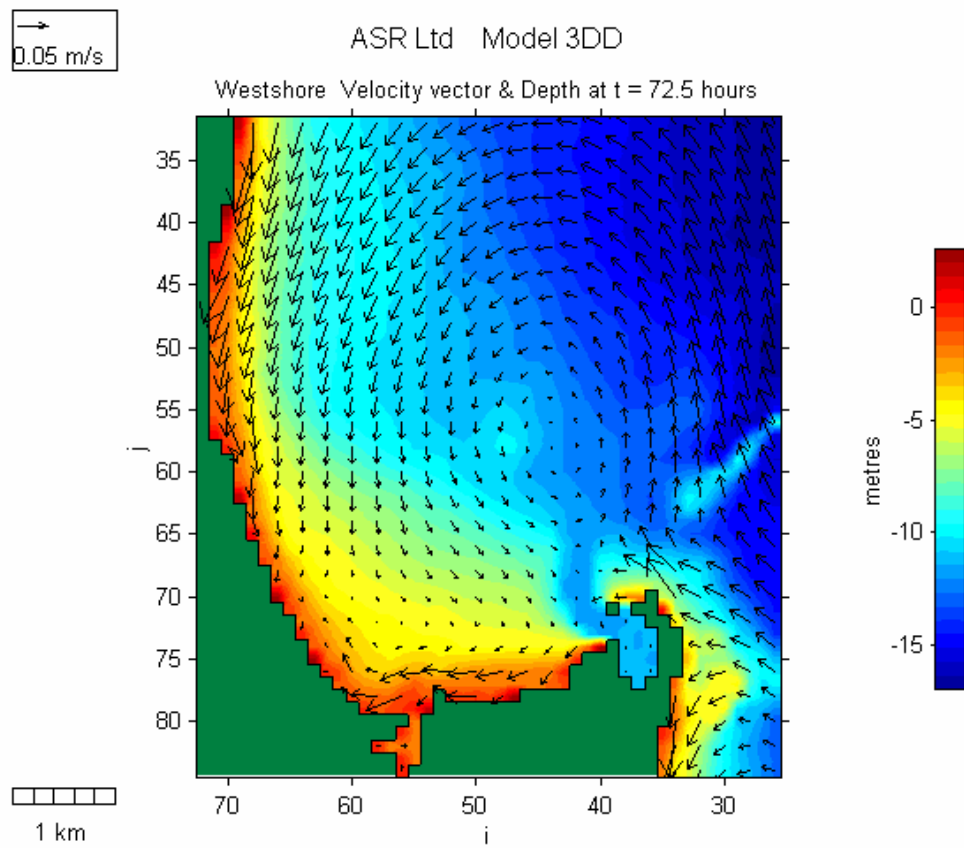 0.05 m/s
ASR Ltd Model 3DD
Westshore Velocity vector & Depth at t = 72.5 hours
35
40
45
50
55
60
65
70
75
80
j
70 60 50 40 30
i
0
-5
-10
-15
metres
1 km